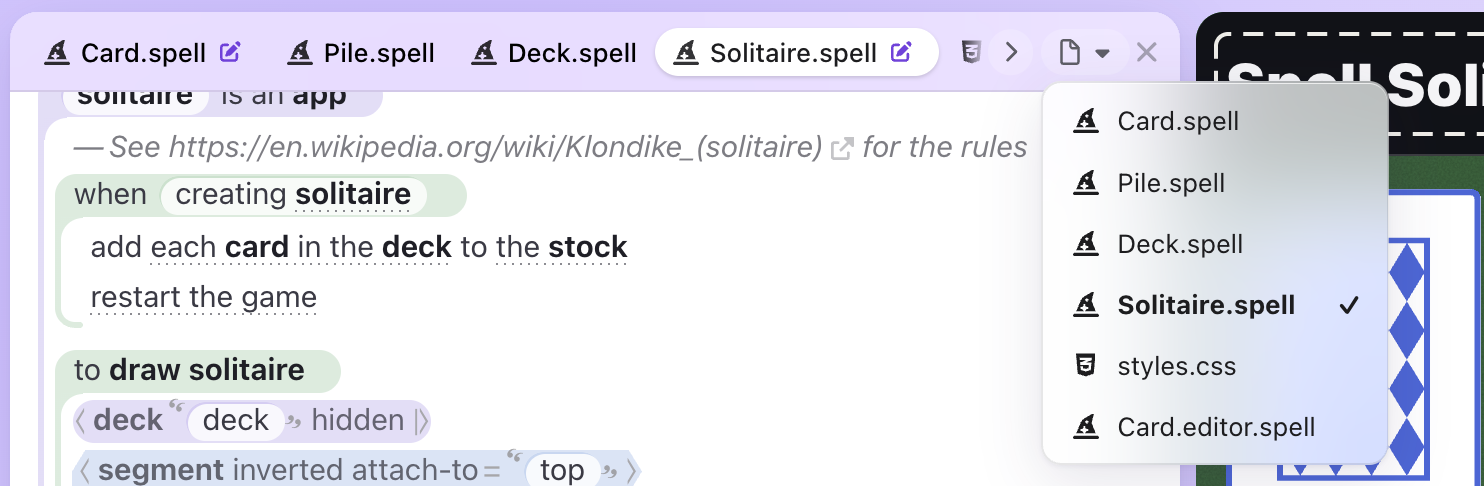 Card.spell Pile.spell Deck.spell Solitaire.spell
solitaire is an app
— See https://en.wikipedia.org/wiki/Klondike_(solitaire) for the rules
when creating solitaire
add each card in the deck to the stock
restart the game
to draw solitaire
〈 deck “ deck ” hidden |〉
〈 segment inverted attach-to = “ top ” 〉
Card.spell
Pile.spell
Deck.spell
Solitaire.spell ✓
styles.css
Card.editor.spell
Spell Soli